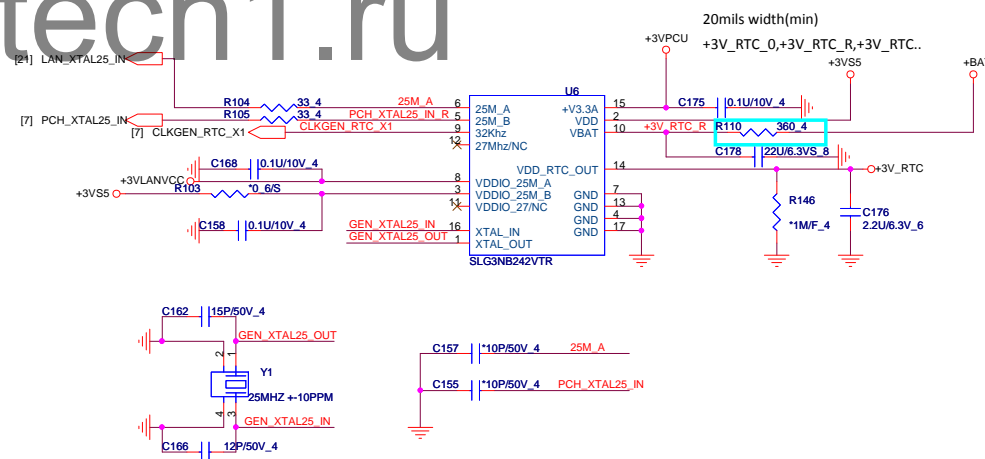 tech1.ru
20mils width(min)
+3V_RTC_0,+3V_RTC_R,+3V_RTC..
+3VPCU
+3VS5
+BA
[21] LAN_XTAL25_IN
[7] PCH_XTAL25_IN
[7] CLKGEN_RTC_X1
R104 33_4 25M_A
R105 33_4 PCH_XTAL25_IN_R
CLKGEN_RTC_X1
U6
6 25M_A
5 25M_B
9 32Khz
12 27Mhz/NC
8 VDDIO_25M_A
3 VDDIO_25M_B
11 VDDIO_27/NC
16 XTAL_IN
1 XTAL_OUT
+V3.3A 15
VDD 2
VBAT 10
VDD_RTC_OUT 14
GND 7
GND 13
GND 4
GND 17
SLG3NB242VTR
C175 0.1U/10V_4
+3V_RTC_R R110 360_4
C178 22U/6.3VS_8
+3V_RTC
R146
*1M/F_4
C176
2.2U/6.3V_6
C168 0.1U/10V_4
+3VLANVCC
+3VS5 R103 *0_6/S
C158 0.1U/10V_4
GEN_XTAL25_IN
GEN_XTAL25_OUT
C162 15P/50V_4
GEN_XTAL25_OUT
2 1
Y1
25MHZ +-10PPM
4 3
GEN_XTAL25_IN
C166 12P/50V_4
C157 *10P/50V_4 25M_A
C155 *10P/50V_4 PCH_XTAL25_IN